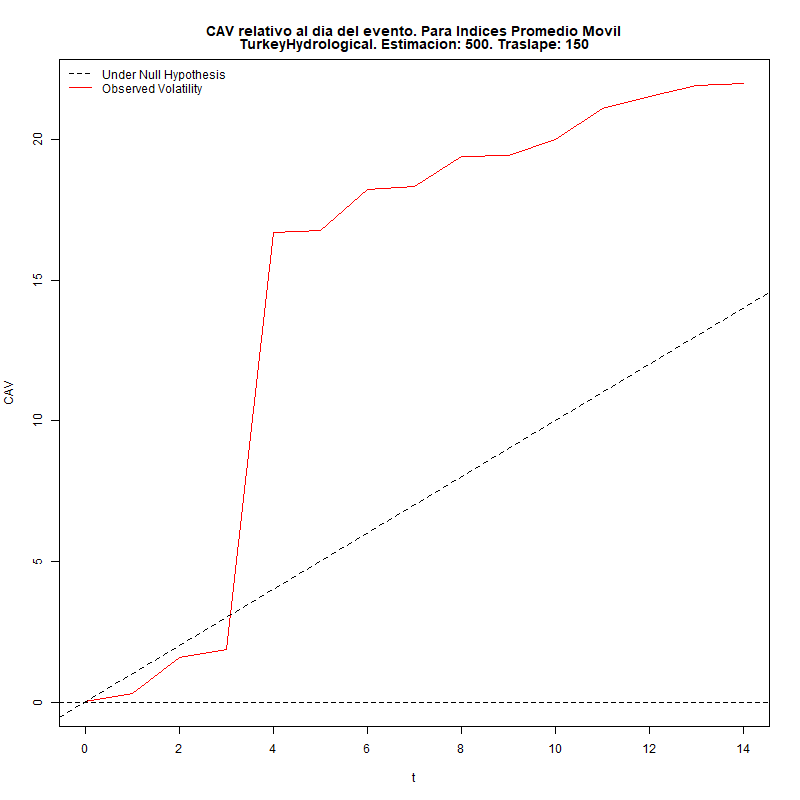 CAV relativo al dia del evento. Para Indices Promedio Movil
TurkeyHydrological. Estimacion: 500. Traslape: 150
Under Null Hypothesis
Observed Volatility
20
15
10
5
0
CAV
0 2 4 6 8 10 12 14
t